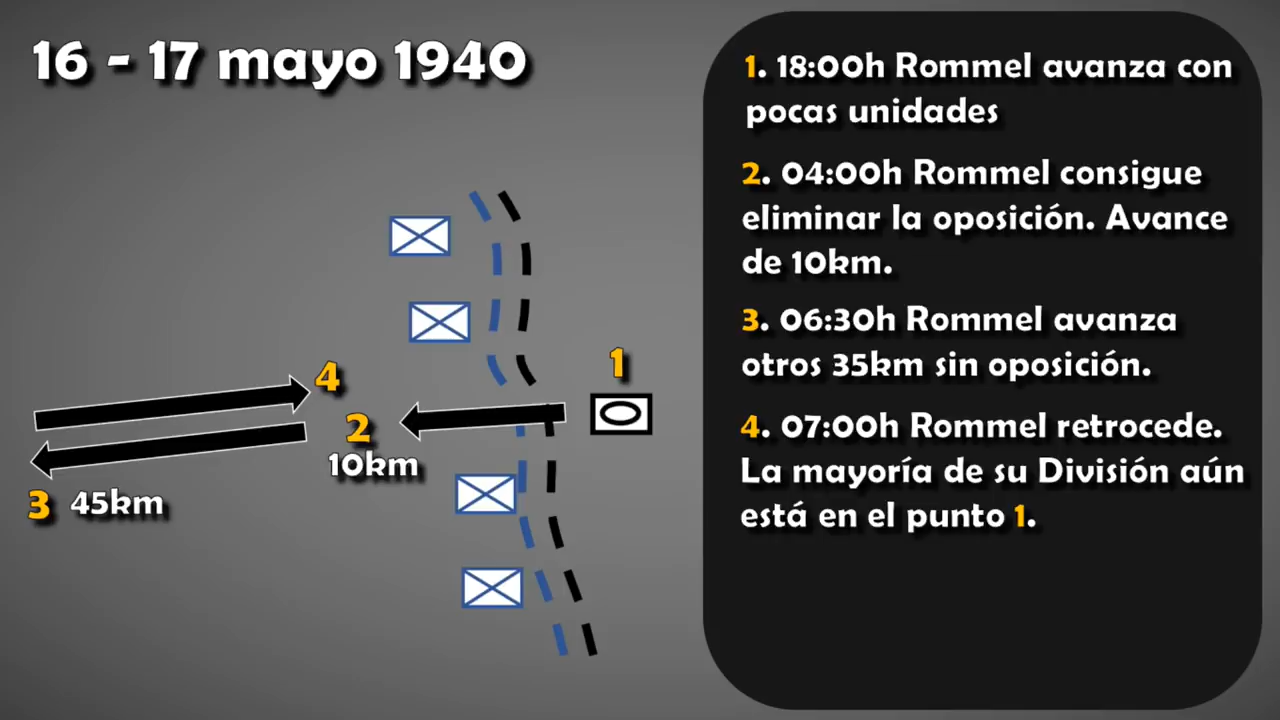 16 - 17 mayo 1940
1. 18:00h Rommel avanza con
pocas unidades
2. 04:00h Rommel consigue
eliminar la oposición. Avance
de 10km.
3. 06:30h Rommel avanza
otros 35km sin oposición.
4. 07:00h Rommel retrocede.
La mayoría de su División aún
está en el punto 1.
1
4
2
10km
3 45km